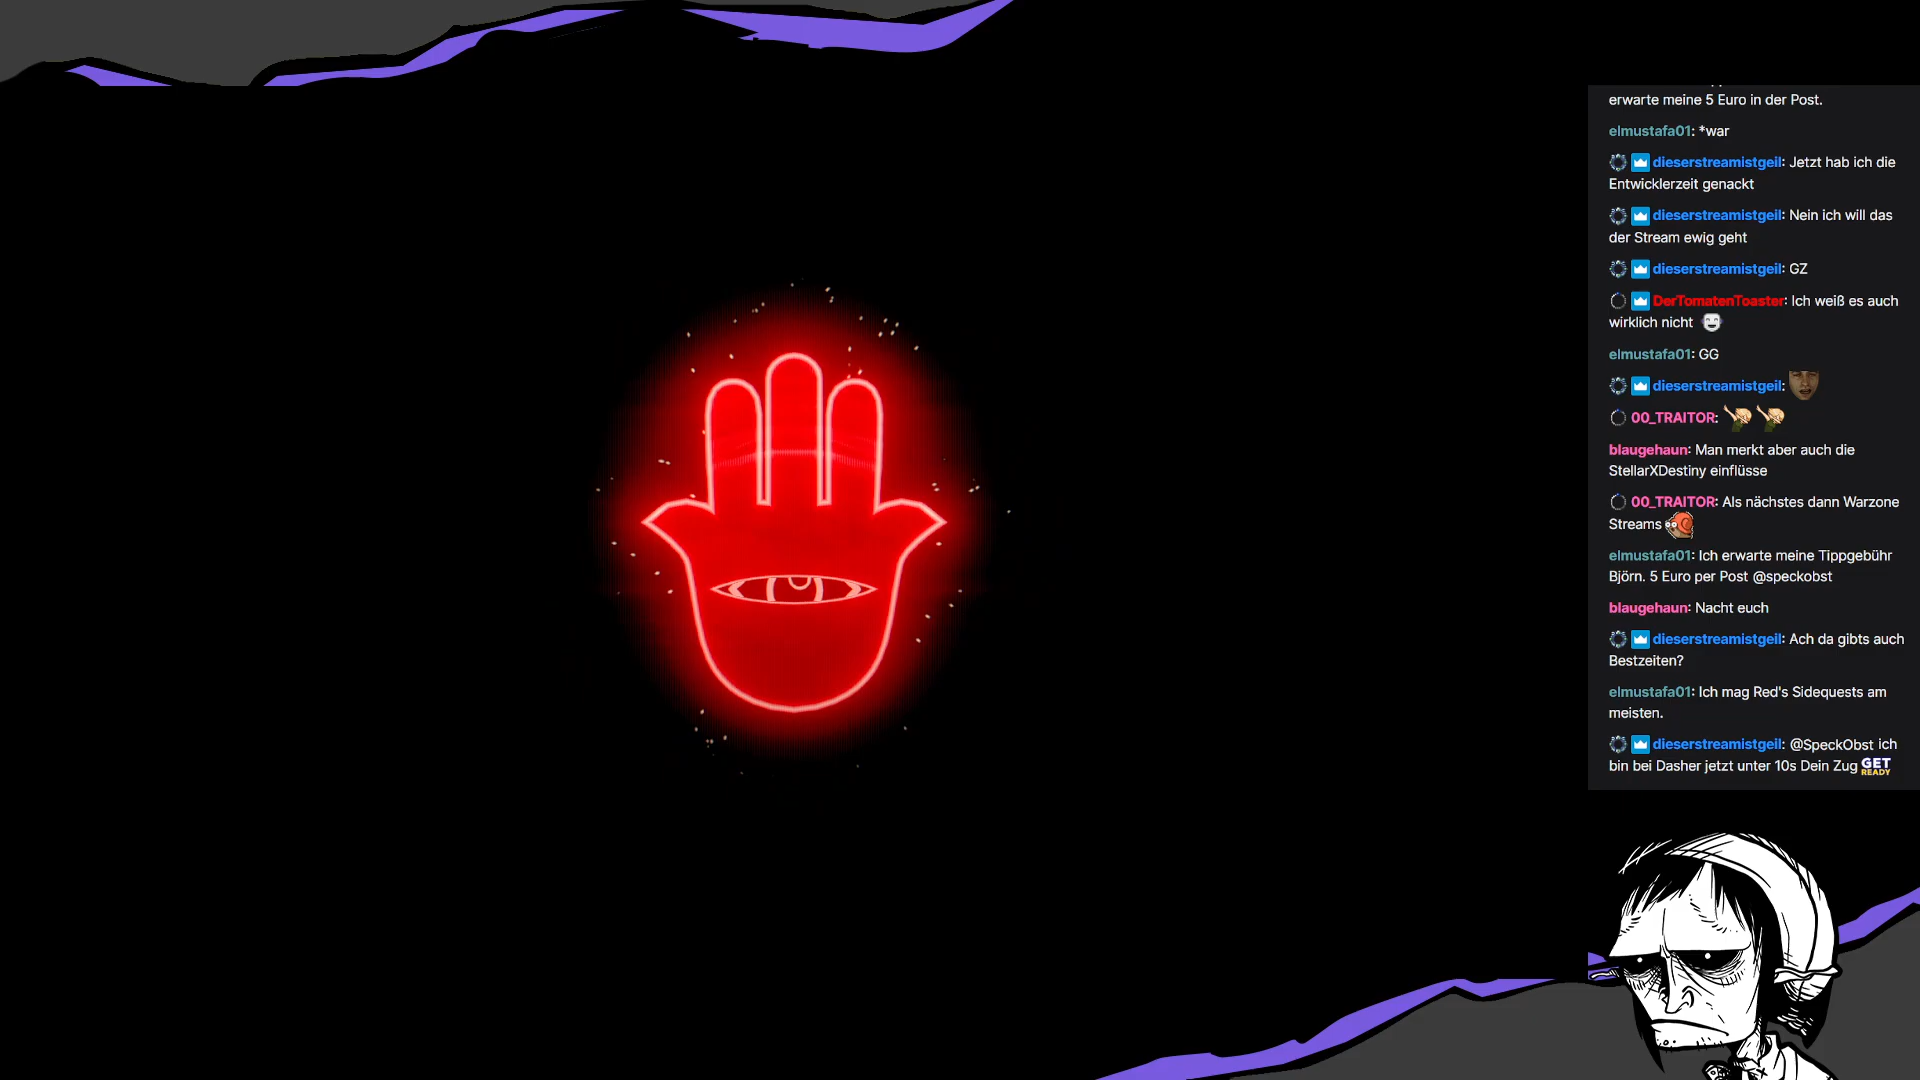 erwarte meine 5 Euro in der Post.
elmustafa01: *war
dieserstreamistgeil: Jetzt hab ich die
Entwicklerzeit genackt
dieserstreamistgeil: Nein ich will das
der Stream ewig geht
dieserstreamistgeil: GZ
DerTomatenToaster: Ich weiß es auch
wirklich nicht
elmustafa01: GG
dieserstreamistgeil:
00_TRAITOR:
blaugehaun: Man merkt aber auch die
StellarXDestiny einflüsse
00_TRAITOR: Als nächstes dann Warzone
Streams
elmustafa01: Ich erwarte meine Tippgebühr
Björn. 5 Euro per Post @speckobst
blaugehaun: Nacht euch
dieserstreamistgeil: Ach da gibts auch
Bestzeiten?
elmustafa01: Ich mag Red's Sidequests am
meisten.
dieserstreamistgeil: @SpeckObst ich
bin bei Dasher jetzt unter 10s Dein Zug GET READY